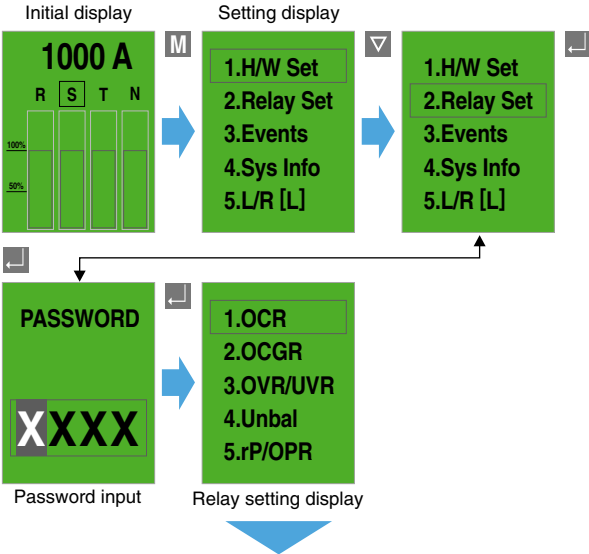 Initial display
Setting display
1000 A
R S T N
100%
50%
M
1.H/W Set
2.Relay Set
3.Events
4.Sys Info
5.L/R [L]
1.H/W Set
2.Relay Set
3.Events
4.Sys Info
5.L/R [L]
PASSWORD
XXXX
Password input
1.OCR
2.OCGR
3.OVR/UVR
4.Unbal
5.rP/OPR
Relay setting display